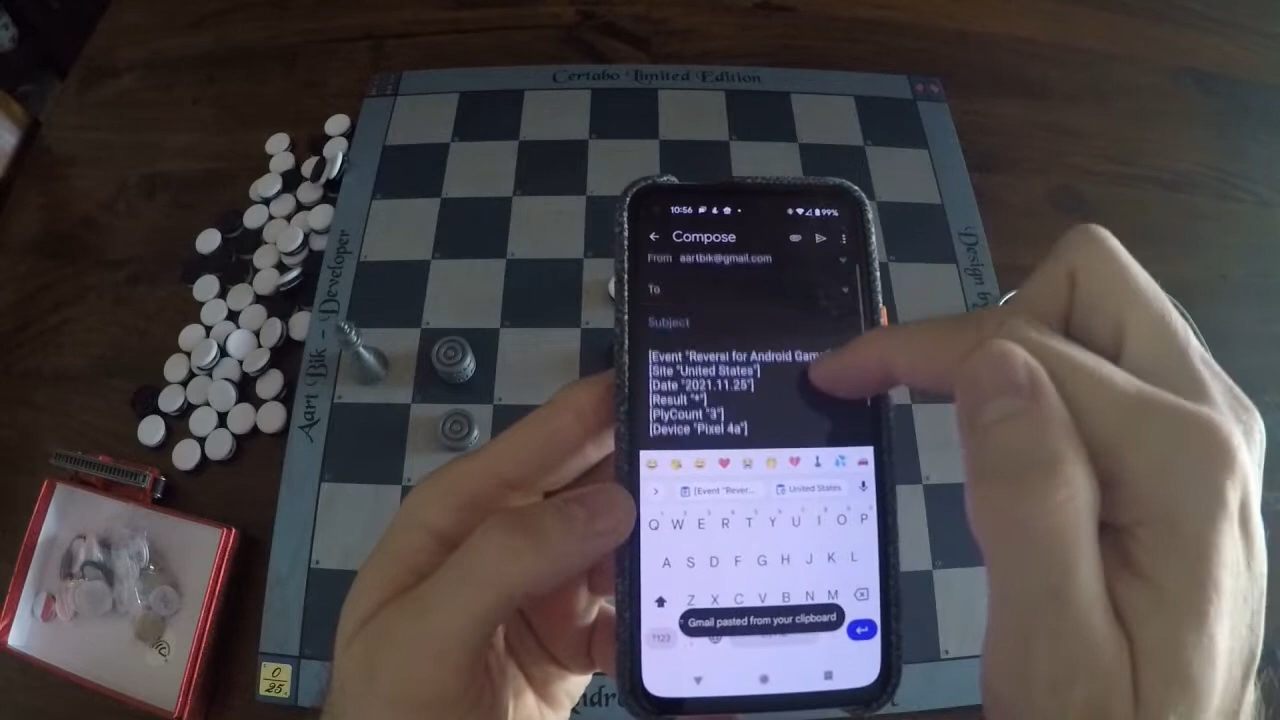 Certabo Limited Edition
Aart Bik - Developer
Design by
10:56
99%
Compose
From aartbik@gmail.com
To
Subject
[Event "Reversi for Android Gam
[Site "United States"]
[Date "2021.11.25"]
[Result "*"]
[PlyCount "3"]
[Device "Pixel 4a"]
[Event "Rever...
United States
Q W E R T Y U I O P
A S D F G H J K L
Z X C V B N M
Gmail pasted from your clipboard
?123
0
25